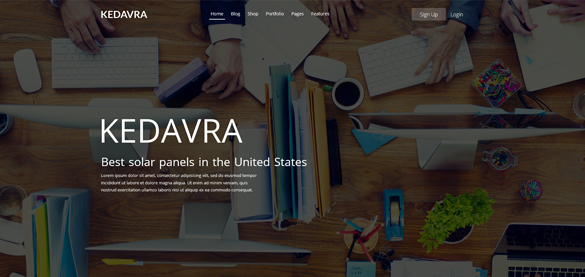 KEDAVRA
Home Blog Shop Portfolio Pages Features
Sign Up Login
KEDAVRA
Best solar panels in the United States
Lorem ipsum dolor sit amet, consectetur adipisicing elit, sed do eiusmod tempor
incididunt ut labore et dolore magna aliqua. Ut enim ad minim veniam, quis
nostrud exercitation ullamco laboris nisi ut aliquip ex ea commodo consequat.